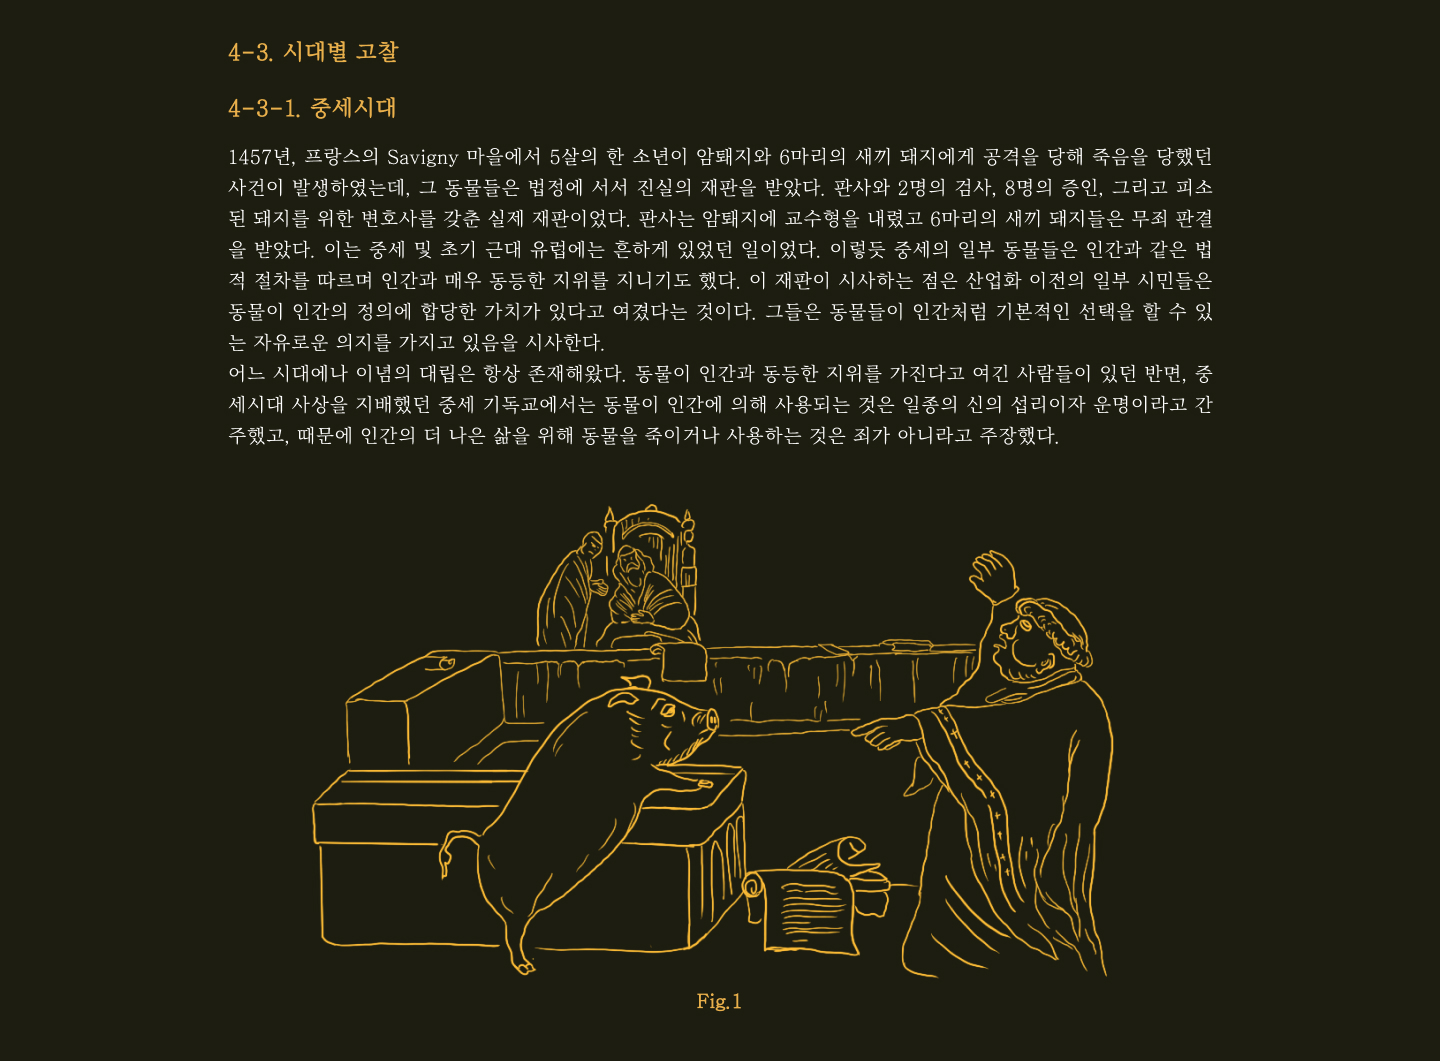 4-3. 시대별 고찰
4-3-1. 중세시대
1457년, 프랑스의 Savigny 마을에서 5살의 한 소년이 암퇘지와 6마리의 새끼 돼지에게 공격을 당해 죽음을 당했던
사건이 발생하였는데, 그 동물들은 법정에 서서 진실의 재판을 받았다. 판사와 2명의 검사, 8명의 증인, 그리고 피소
된 돼지를 위한 변호사를 갖춘 실제 재판이었다. 판사는 암퇘지에 교수형을 내렸고 6마리의 새끼 돼지들은 무죄 판결
을 받았다. 이는 중세 및 초기 근대 유럽에는 흔하게 있었던 일이었다. 이렇듯 중세의 일부 동물들은 인간과 같은 법
적 절차를 따르며 인간과 매우 동등한 지위를 지니기도 했다. 이 재판이 시사하는 점은 산업화 이전의 일부 시민들은
동물이 인간의 정의에 합당한 가치가 있다고 여겼다는 것이다. 그들은 동물들이 인간처럼 기본적인 선택을 할 수 있
는 자유로운 의지를 가지고 있음을 시사한다.
어느 시대에나 이념의 대립은 항상 존재해왔다. 동물이 인간과 동등한 지위를 가진다고 여긴 사람들이 있던 반면, 중
세시대 사상을 지배했던 중세 기독교에서는 동물이 인간에 의해 사용되는 것은 일종의 신의 섭리이자 운명이라고 간
주했고, 때문에 인간의 더 나은 삶을 위해 동물을 죽이거나 사용하는 것은 죄가 아니라고 주장했다.
Fig.1